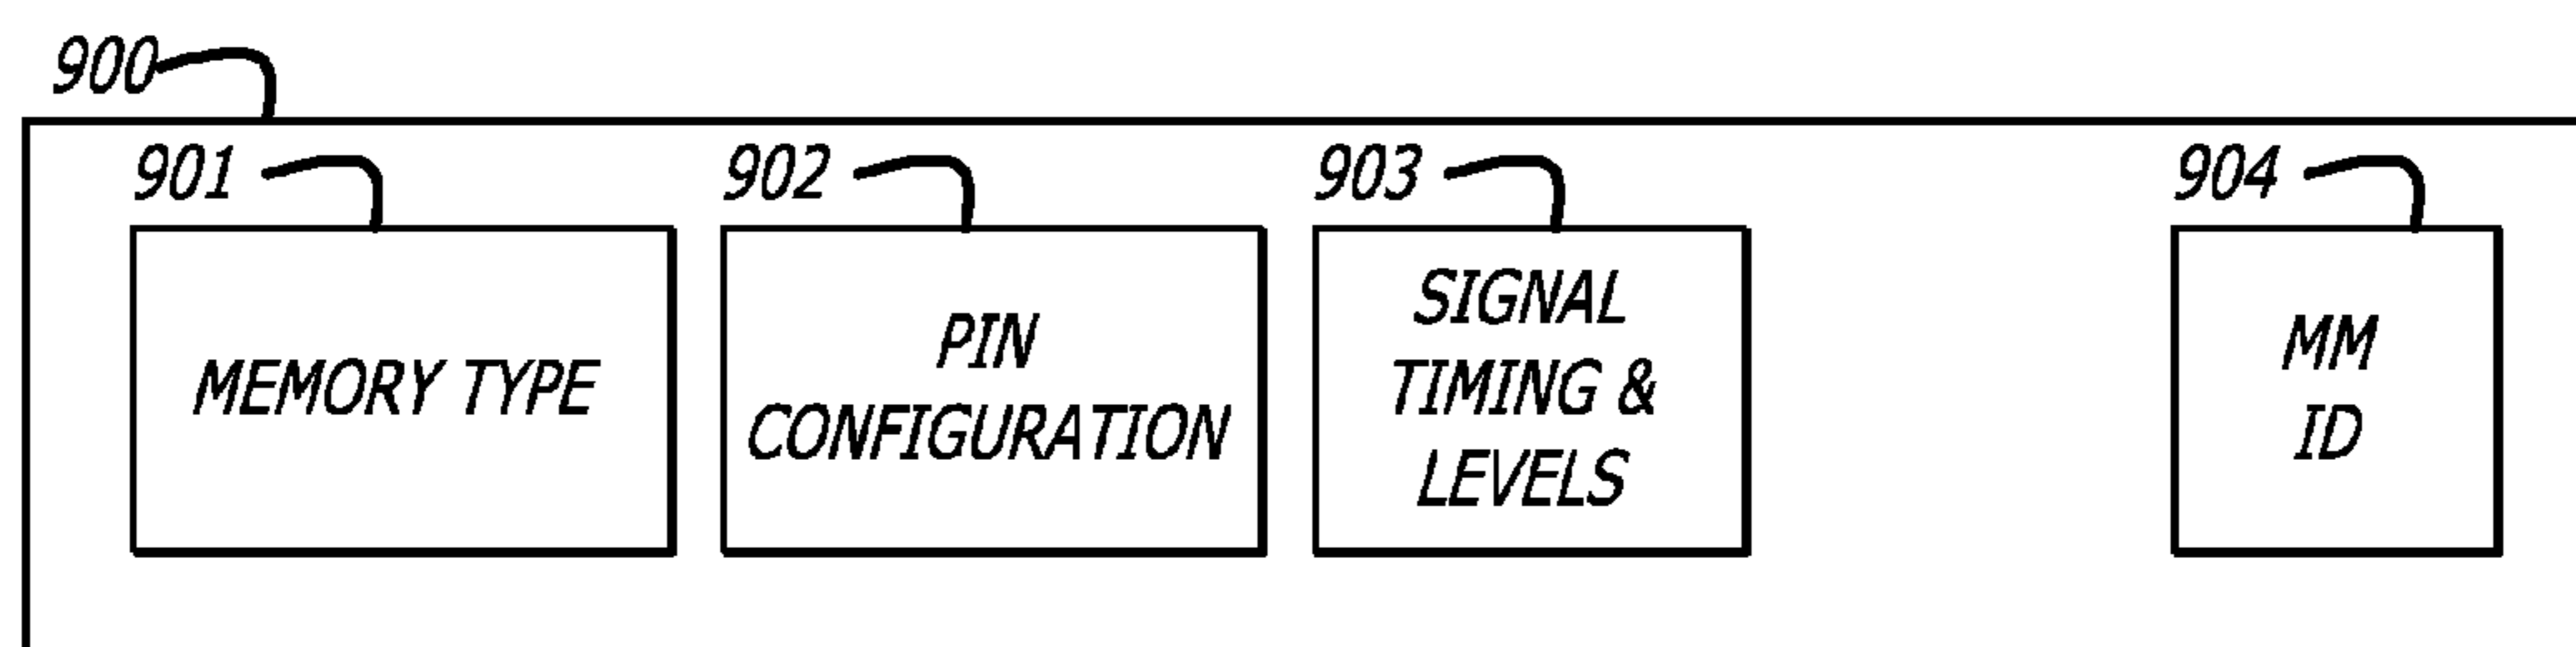 900
901
902
903
904
MEMORY TYPE
PIN
CONFIGURATION
SIGNAL
TIMING &
LEVELS
MM
ID